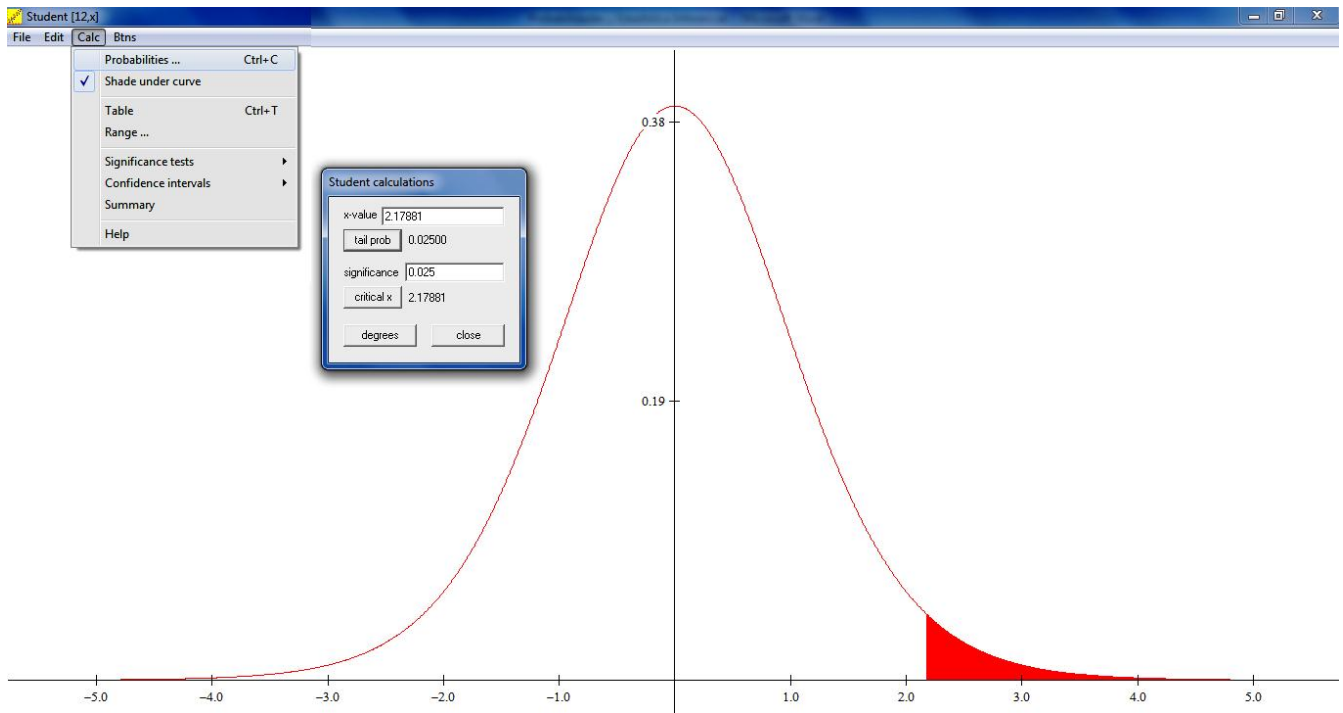 Student [12,x]
File Edit Calc Btns
Probabilities ... Ctrl+C
✓ Shade under curve
Table Ctrl+T
Range ...
Significance tests
Confidence intervals
Summary
Help
Student calculations
x-value 2.17881
tail prob 0.02500
significance 0.025
critical x 2.17881
degrees close
0.38
0.19
−5.0 −4.0 −3.0 −2.0 −1.0 1.0 2.0 3.0 4.0 5.0